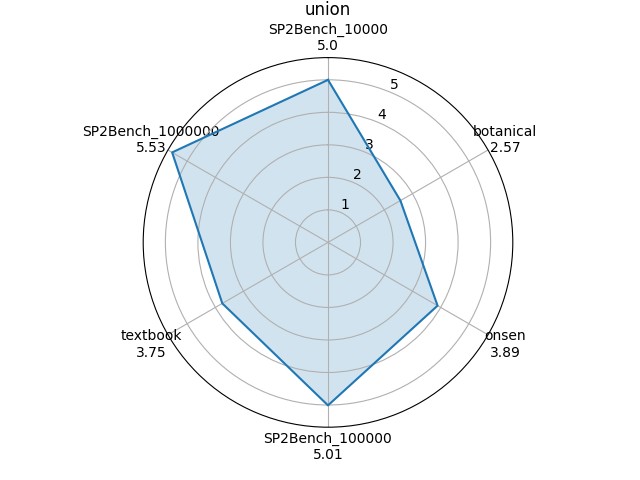 union
SP2Bench_10000
5.0
5
4
botanical
2.57
SP2Bench_1000000
5.53
3
2
1
textbook
3.75
onsen
3.89
SP2Bench_100000
5.01